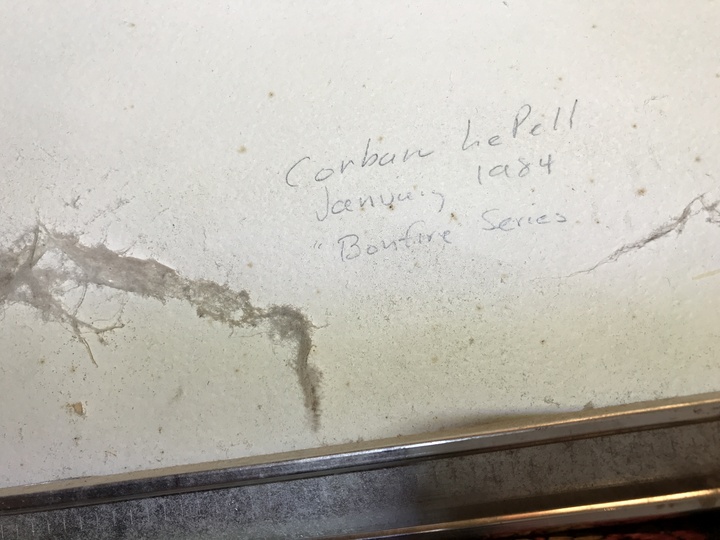 Corban LePell
January 1984
"Bonfire Series